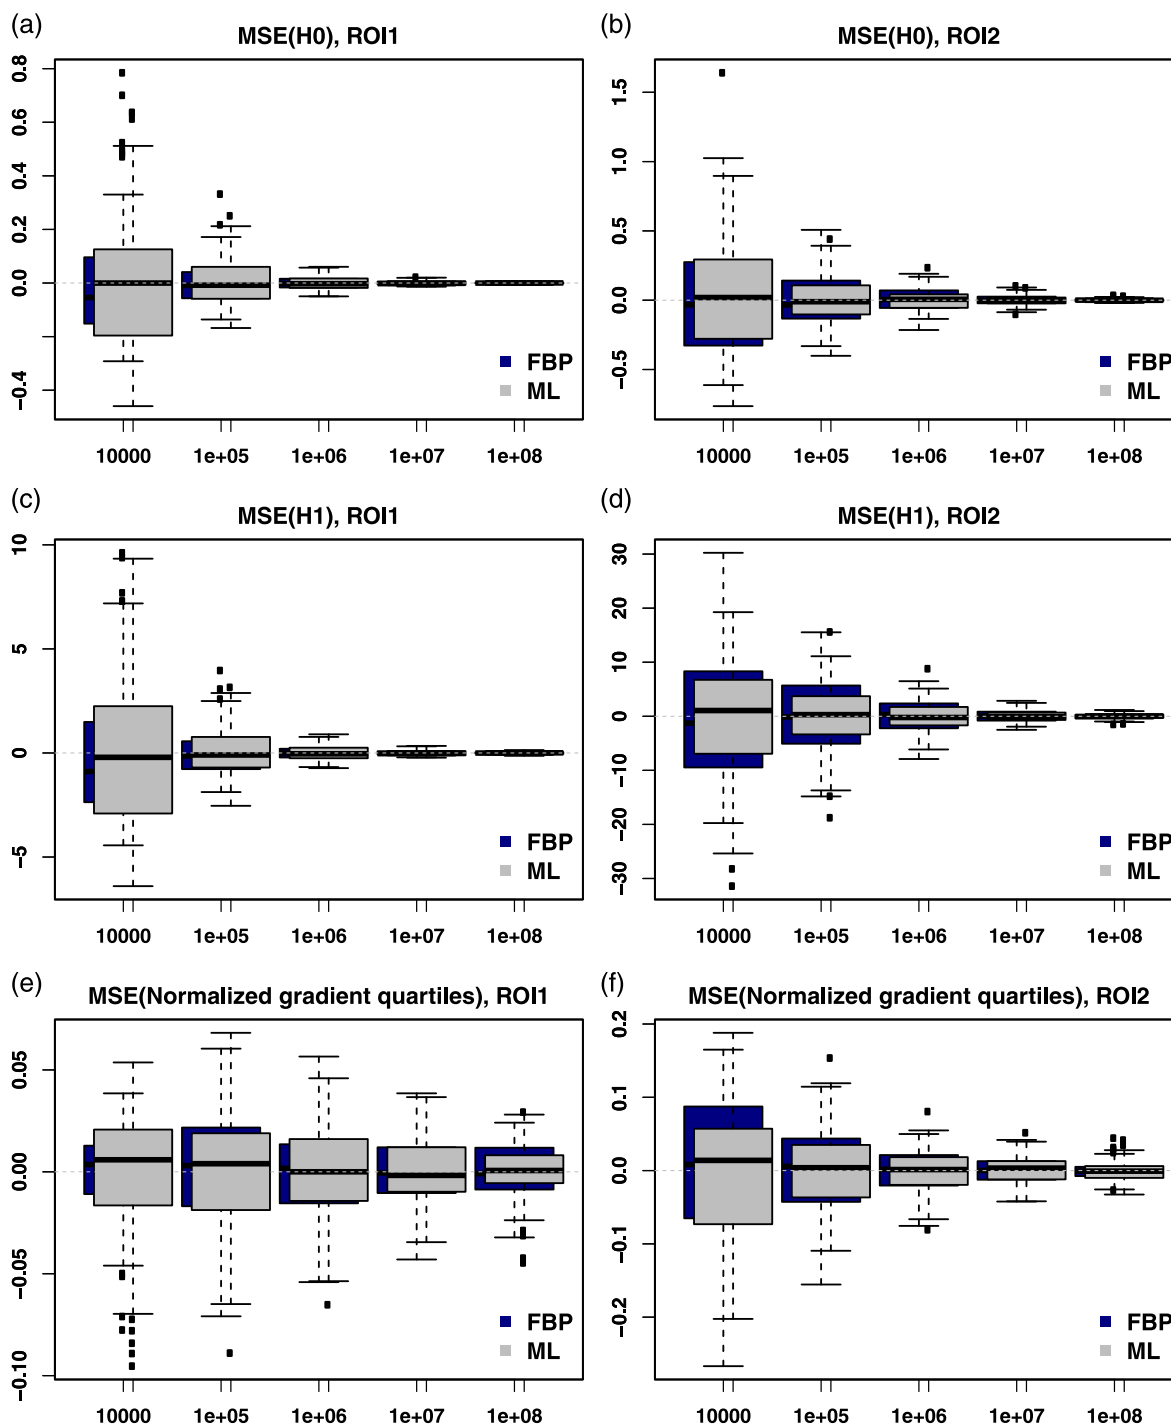 (a)
MSE(H0), ROI1
0.8
0.6
0.4
0.2
0.0
−0.4
FBP
ML
10000 1e+05 1e+06 1e+07 1e+08
(b)
MSE(H0), ROI2
1.5
1.0
0.5
0.0
−0.5
FBP
ML
10000 1e+05 1e+06 1e+07 1e+08
(c)
MSE(H1), ROI1
10
5
0
−5
FBP
ML
10000 1e+05 1e+06 1e+07 1e+08
(d)
MSE(H1), ROI2
30
20
10
0
−10
−20
−30
FBP
ML
10000 1e+05 1e+06 1e+07 1e+08
(e)
MSE(Normalized gradient quartiles), ROI1
0.05
0.00
−0.05
−0.10
FBP
ML
10000 1e+05 1e+06 1e+07 1e+08
(f)
MSE(Normalized gradient quartiles), ROI2
0.2
0.1
0.0
−0.1
−0.2
FBP
ML
10000 1e+05 1e+06 1e+07 1e+08